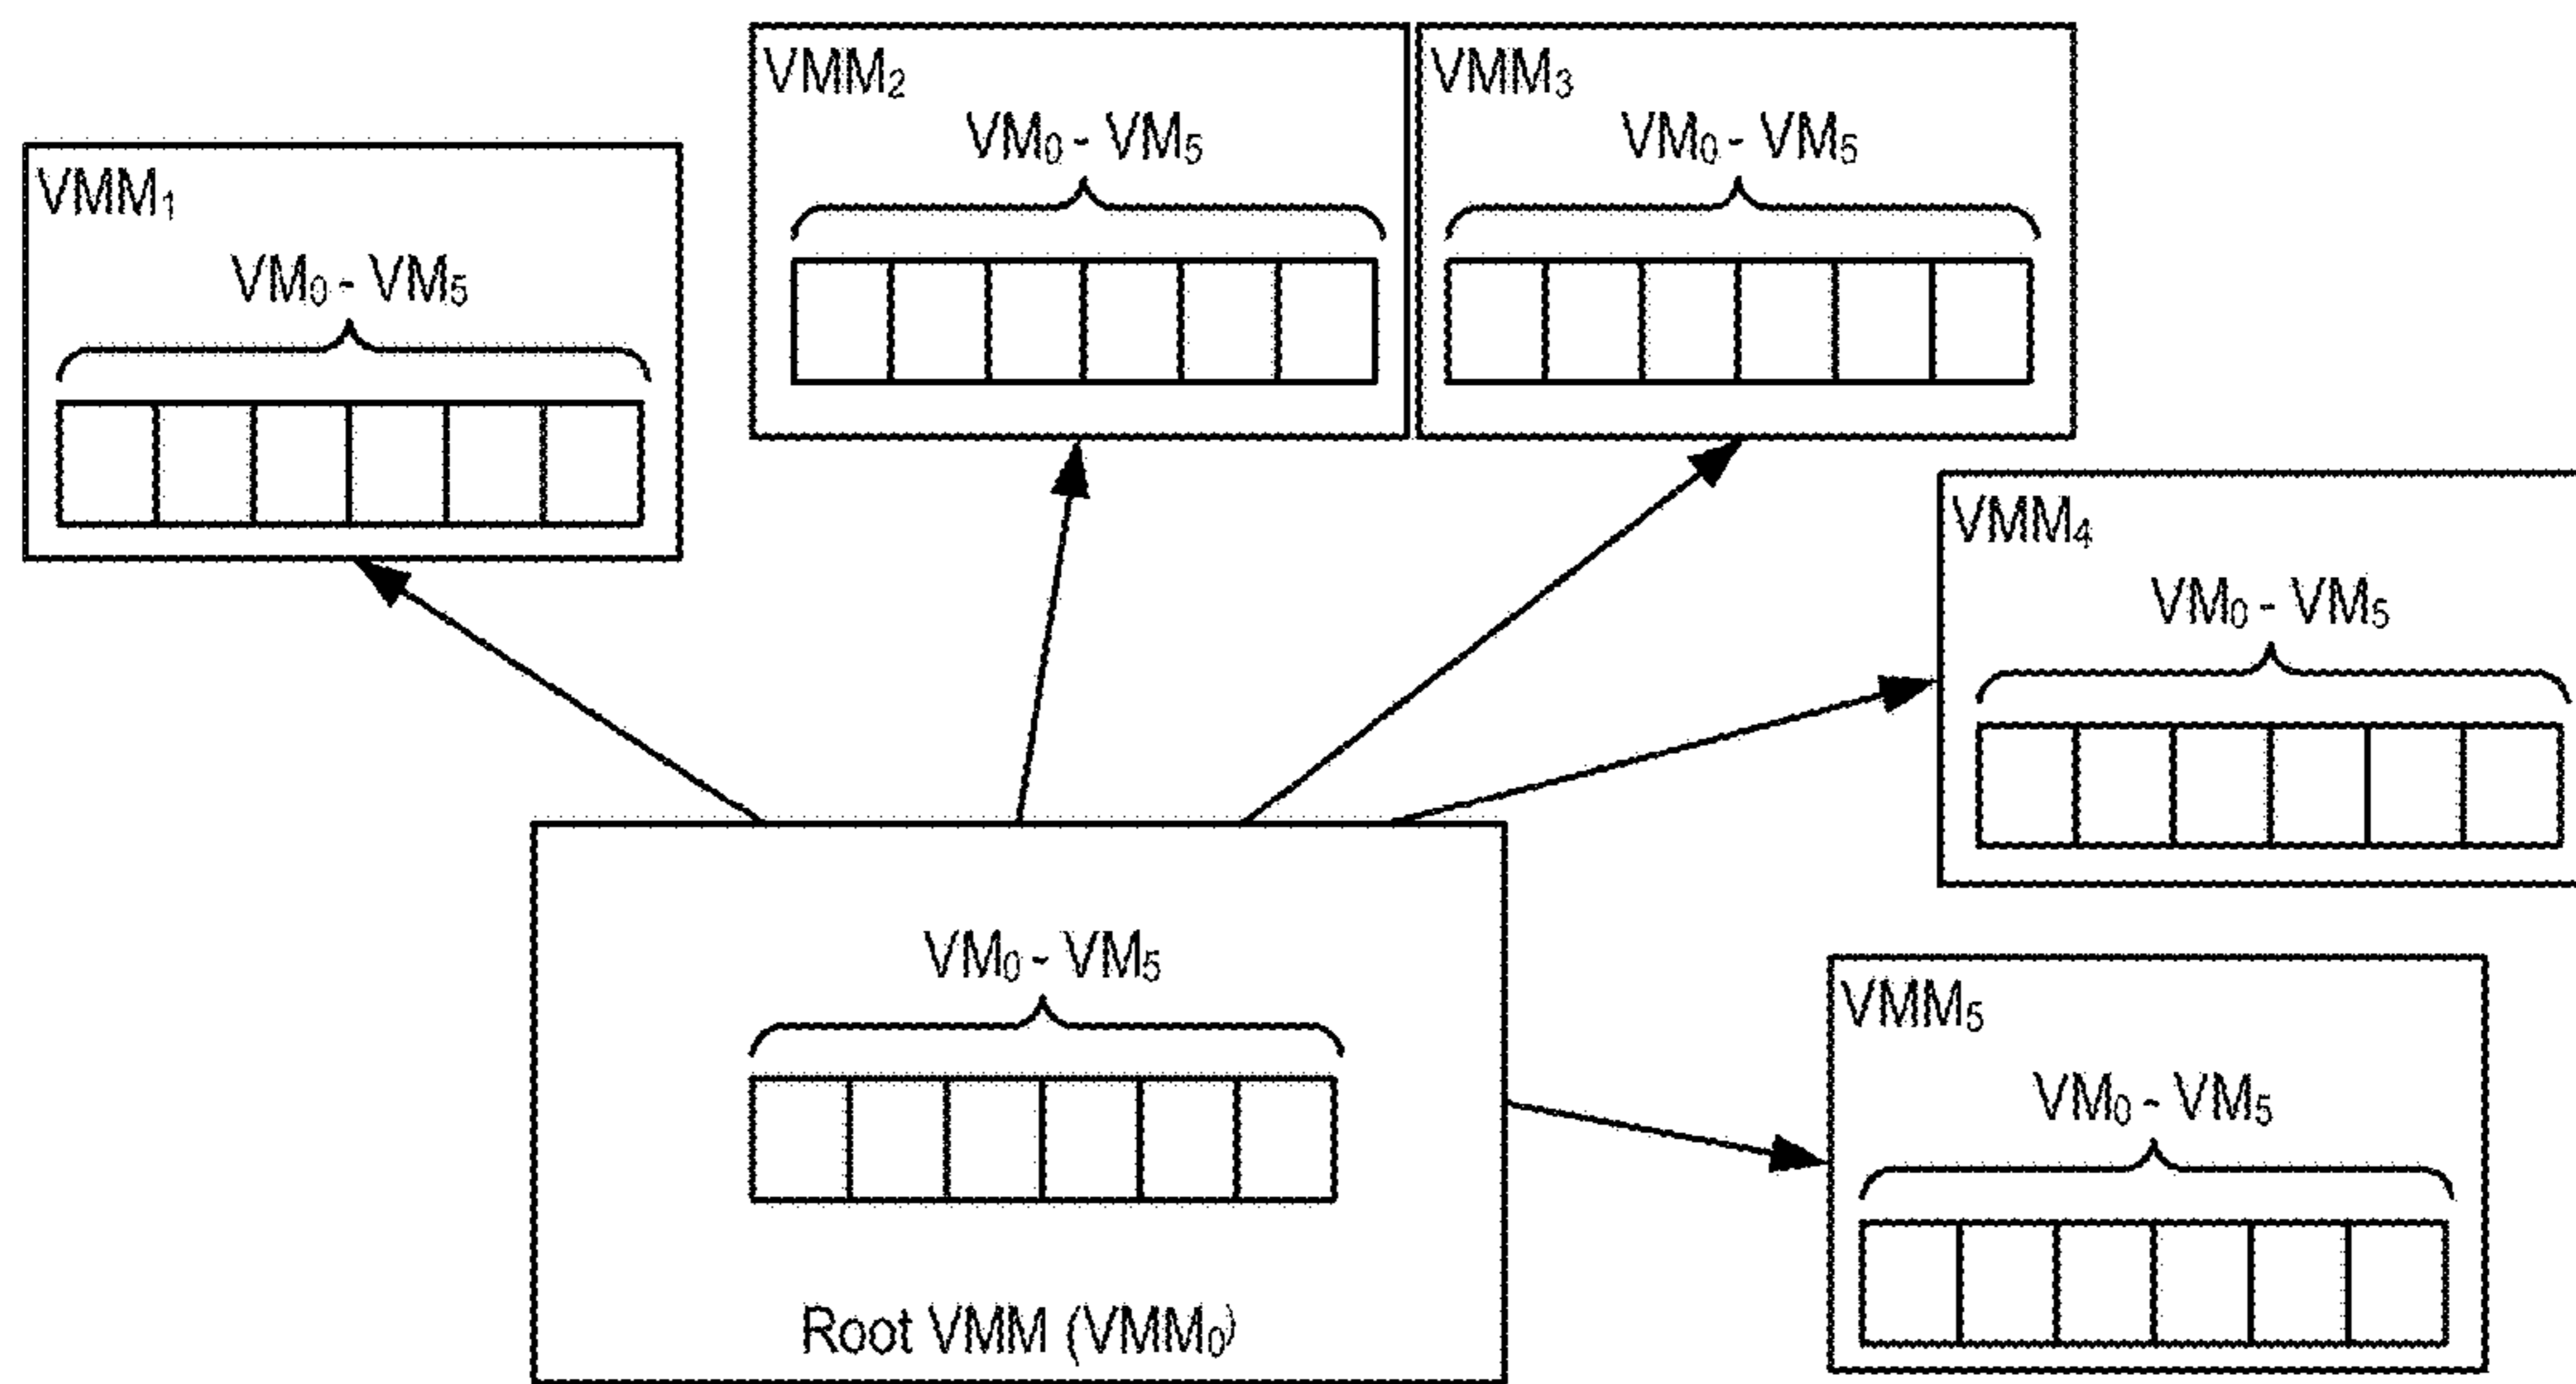 VMM₁
VM₀ - VM₅
VMM₂
VM₀ - VM₅
VMM₃
VM₀ - VM₅
VMM₄
VM₀ - VM₅
VM₀ - VM₅
Root VMM (VMM₀)
VMM₅
VM₀ - VM₅